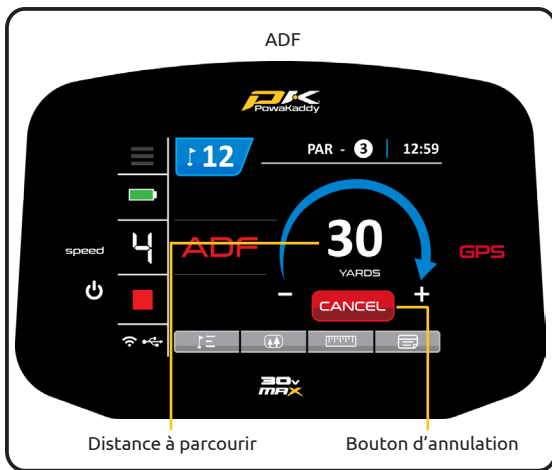 ADF
PK
PowaKaddy
12
PAR - 3
12:59
speed
4
ADF
30
YARDS
GPS
- +
CANCEL
30v
MAX
Distance à parcourir
Bouton d'annulation